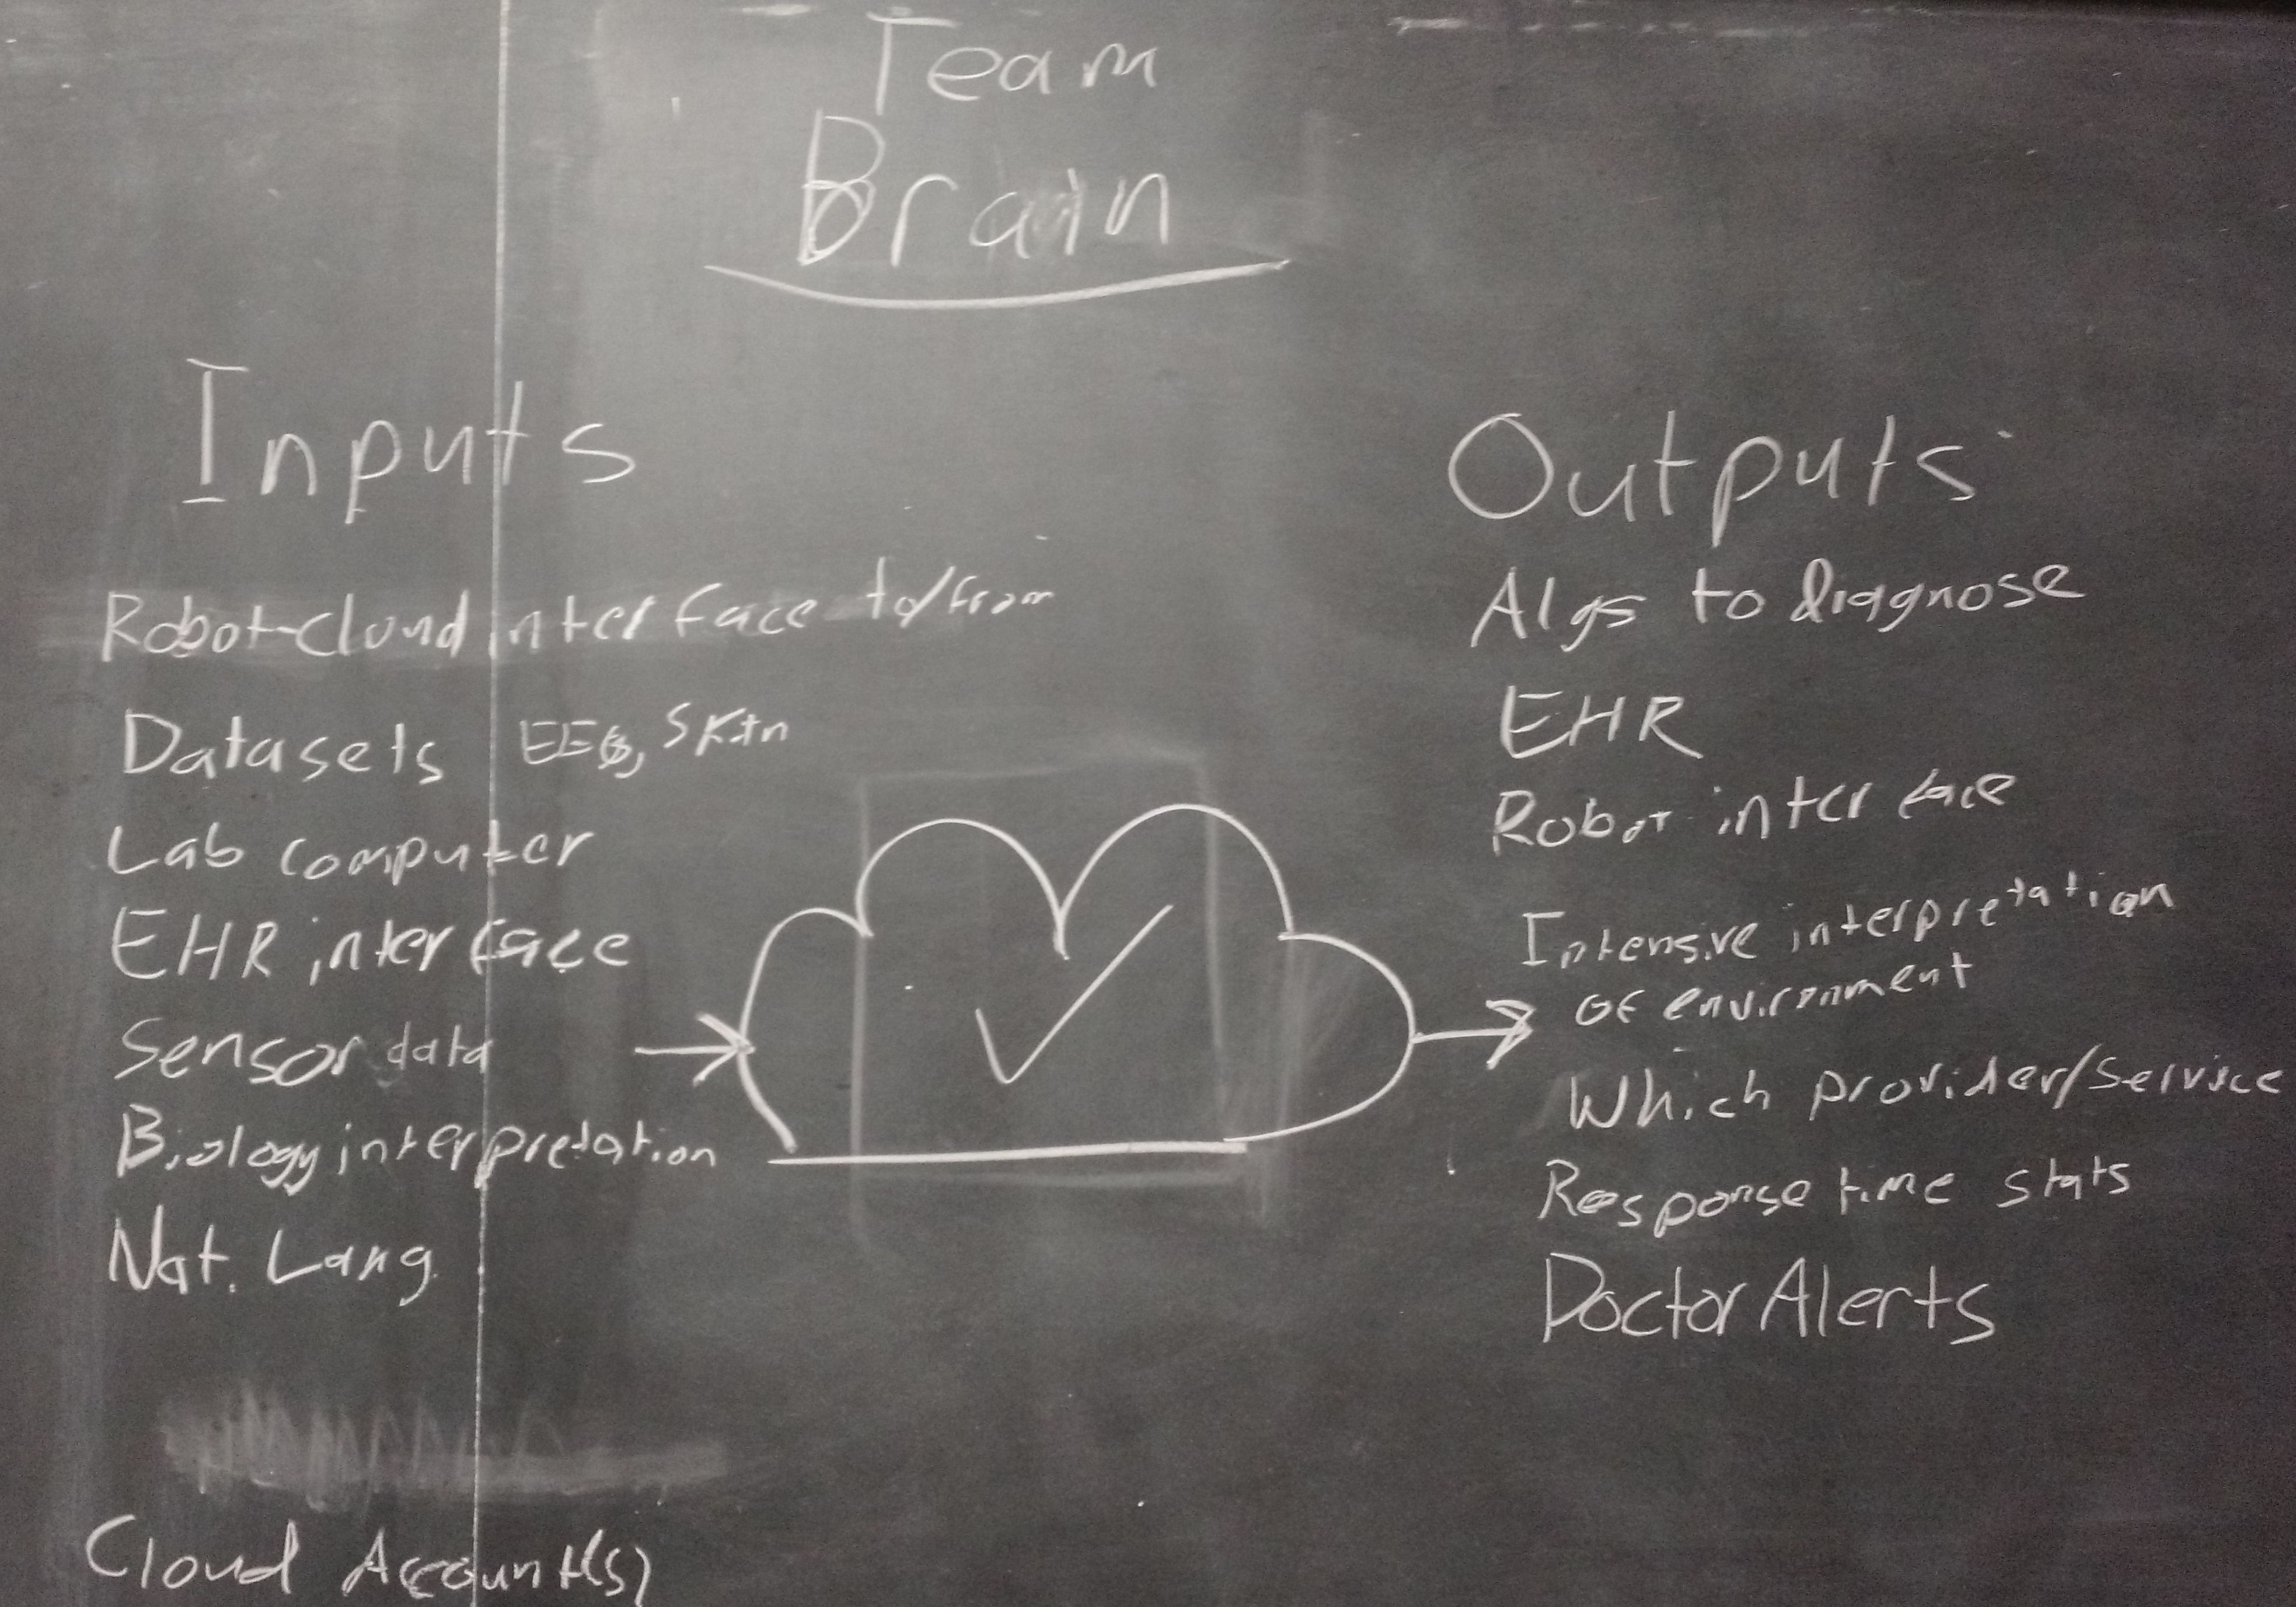 Team
Brain
Inputs
Robot-Cloud interface to/from
Datasets EEG, Skin
Lab computer
EHR interface
Sensor data
Biology interpretation
Nat. Lang.
Cloud Account(s)
Outputs
Algs to diagnose
EHR
Robot interface
Intensive interpretation
of environment
Which provider/service
Response time stats
Doctor Alerts